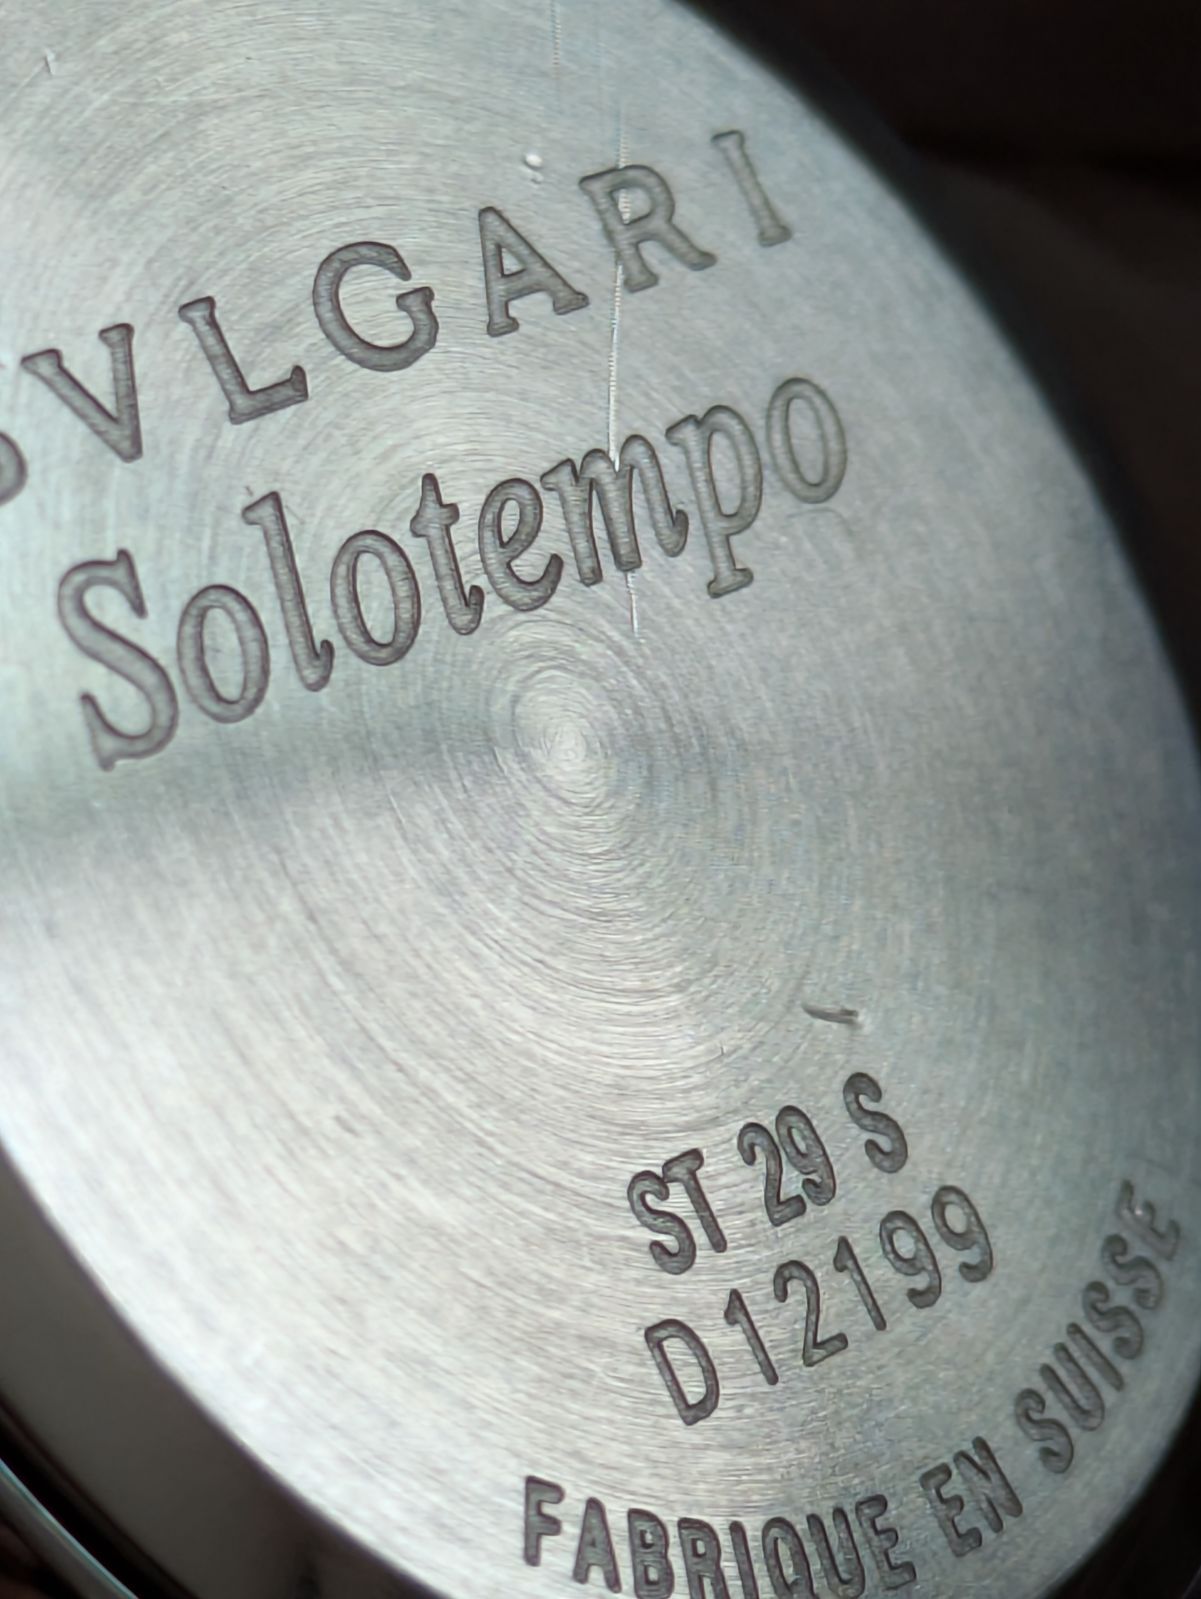 BVLGARI
Solotempo
ST 29 S
D12199
FABRIQUE EN SUISSE